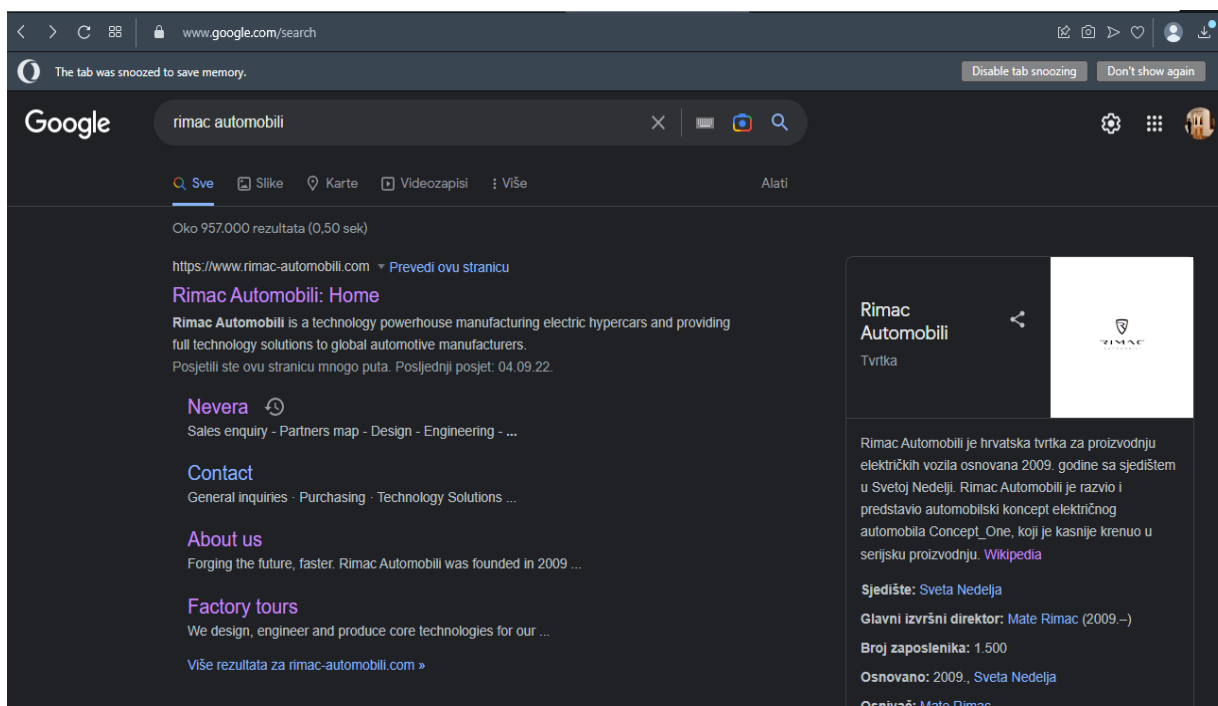 www.google.com/search
The tab was snoozed to save memory.
Disable tab snoozing
Don't show again
Google
rimac automobili
Sve
Slike
Karte
Videozapisi
Više
Alati
Oko 957.000 rezultata (0,50 sek)
https://www.rimac-automobili.com Prevedi ovu stranicu
Rimac Automobili: Home
Rimac Automobili is a technology powerhouse manufacturing electric hypercars and providing
full technology solutions to global automotive manufacturers.
Posjetili ste ovu stranicu mnogo puta. Posljednji posjet: 04.09.22.
Nevera
Sales enquiry - Partners map - Design - Engineering - ...
Contact
General inquiries · Purchasing · Technology Solutions ...
About us
Forging the future, faster. Rimac Automobili was founded in 2009 ...
Factory tours
We design, engineer and produce core technologies for our ...
Više rezultata za rimac-automobili.com »
Rimac
Automobili
Tvrtka
RIMAC
Rimac Automobili je hrvatska tvrtka za proizvodnju
električkih vozila osnovana 2009. godine sa sjedištem
u Svetoj Nedelji. Rimac Automobili je razvio i
predstavio automobilski koncept električnog
automobila Concept_One, koji je kasnije krenuo u
serijsku proizvodnju. Wikipedia
Sjedište: Sveta Nedelja
Glavni izvršni direktor: Mate Rimac (2009.–)
Broj zaposlenika: 1.500
Osnovano: 2009., Sveta Nedelja
Osnivač: Mate Rimac